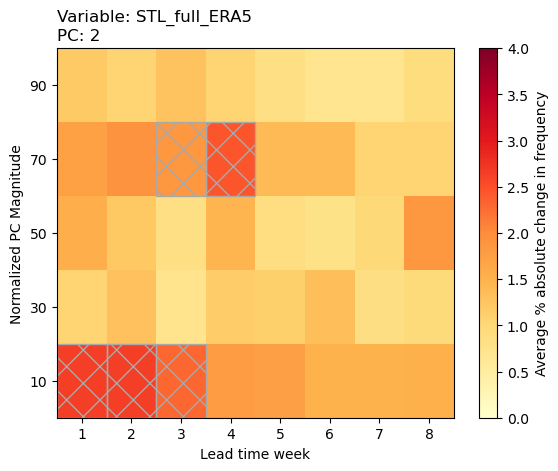 Variable: STL_full_ERA5
PC: 2
Normalized PC Magnitude
90
70
50
30
10
1 2 3 4 5 6 7 8
Lead time week
4.0
3.5
3.0
2.5
2.0
1.5
1.0
0.5
0.0
Average % absolute change in frequency